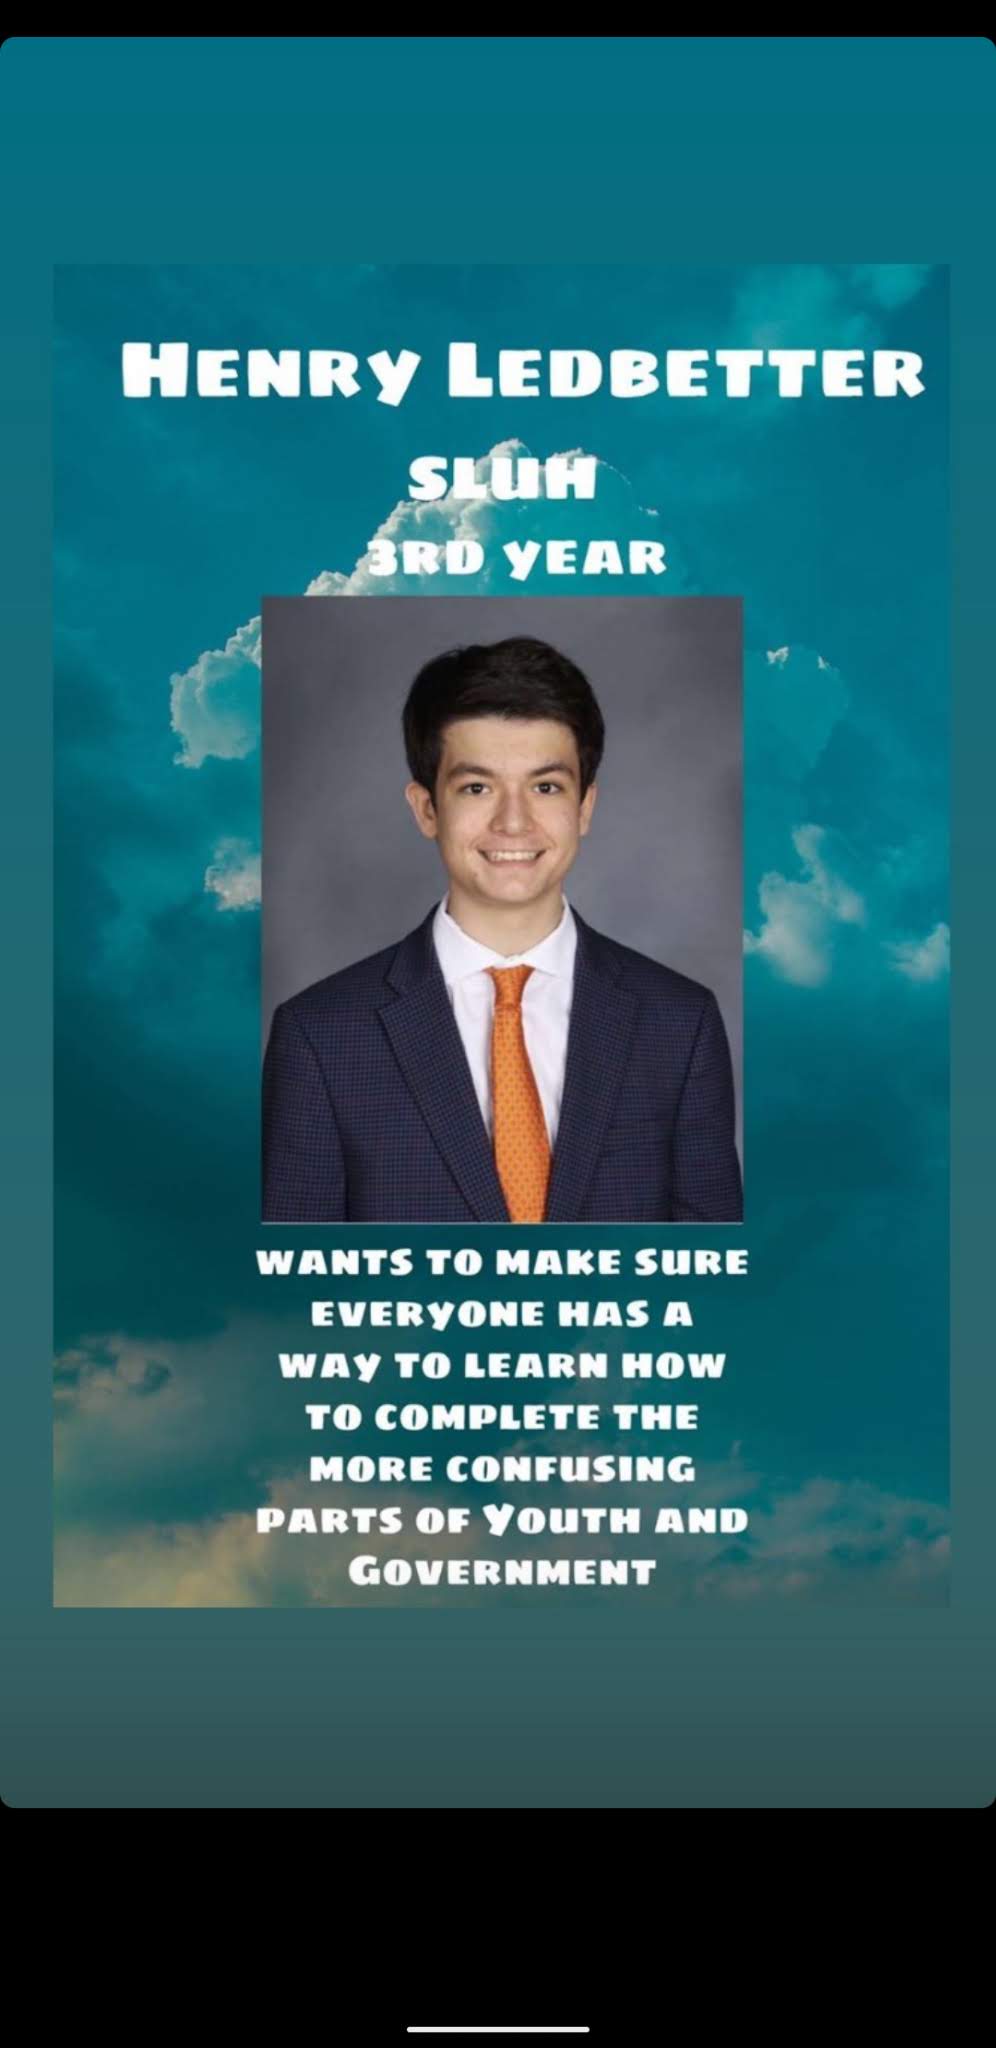 Henry Ledbetter
SLUH
3rd year
wants to make sure
everyone has a
way to learn how
to complete the
more confusing
parts of Youth and
Government